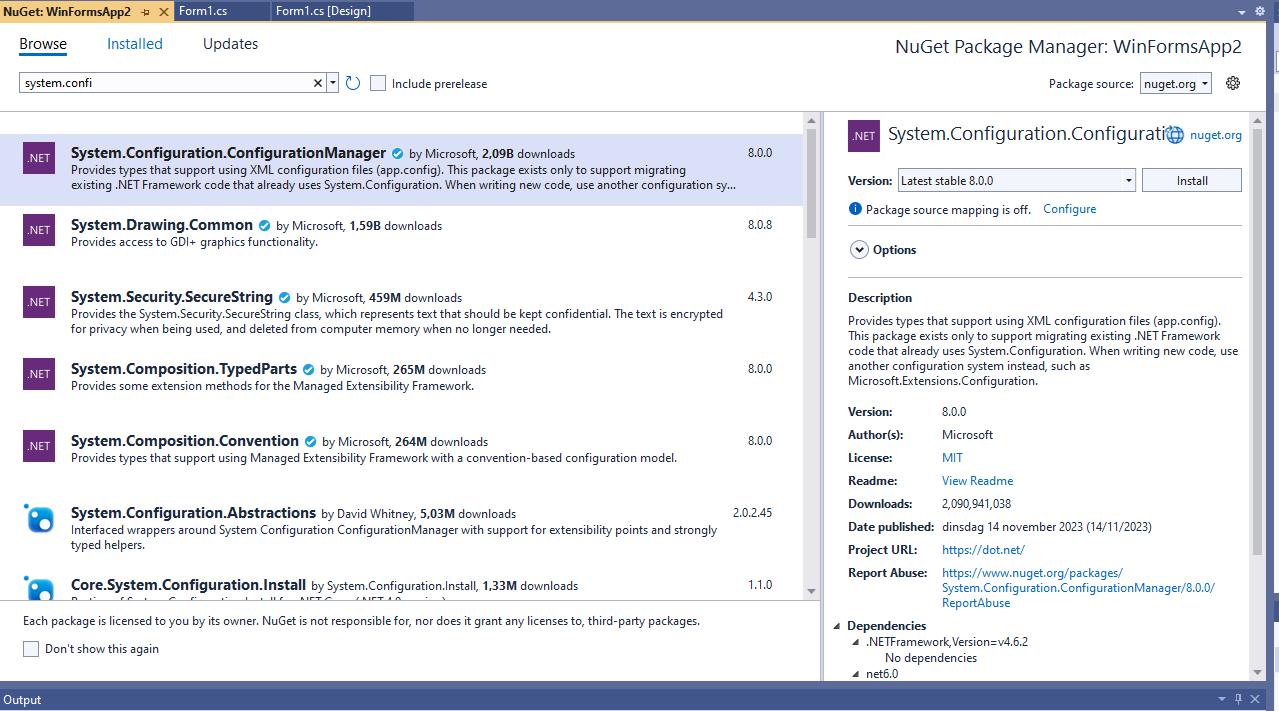 NuGet: WinFormsApp2
Form1.cs
Form1.cs [Design]
Browse
Installed
Updates
NuGet Package Manager: WinFormsApp2
system.confi
Include prerelease
Package source:
nuget.org
.NET
System.Configuration.ConfigurationManager by Microsoft, 2,09B downloads
8.0.0
Provides types that support using XML configuration files (app.config). This package exists only to support migrating
existing .NET Framework code that already uses System.Configuration. When writing new code, use another configuration sy...
.NET
System.Drawing.Common by Microsoft, 1,59B downloads
8.0.8
Provides access to GDI+ graphics functionality.
.NET
System.Security.SecureString by Microsoft, 459M downloads
4.3.0
Provides the System.Security.SecureString class, which represents text that should be kept confidential. The text is encrypted
for privacy when being used, and deleted from computer memory when no longer needed.
.NET
System.Composition.TypedParts by Microsoft, 265M downloads
8.0.0
Provides some extension methods for the Managed Extensibility Framework.
.NET
System.Composition.Convention by Microsoft, 264M downloads
8.0.0
Provides types that support using Managed Extensibility Framework with a convention-based configuration model.
System.Configuration.Abstractions by David Whitney, 5,03M downloads
2.0.2.45
Interfaced wrappers around System Configuration ConfigurationManager with support for extensibility points and strongly
typed helpers.
Core.System.Configuration.Install by System.Configuration.Install, 1,33M downloads
1.1.0
Each package is licensed to you by its owner. NuGet is not responsible for, nor does it grant any licenses to, third-party packages.
Don't show this again
.NET
System.Configuration.Configurati
nuget.org
Version:
Latest stable 8.0.0
Install
Package source mapping is off. Configure
Options
Description
Provides types that support using XML configuration files (app.config).
This package exists only to support migrating existing .NET Framework
code that already uses System.Configuration. When writing new code, use
another configuration system instead, such as
Microsoft.Extensions.Configuration.
Version: 8.0.0
Author(s): Microsoft
License: MIT
Readme: View Readme
Downloads: 2,090,941,038
Date published: dinsdag 14 november 2023 (14/11/2023)
Project URL: https://dot.net/
Report Abuse: https://www.nuget.org/packages/
System.Configuration.ConfigurationManager/8.0.0/
ReportAbuse
Dependencies
.NETFramework,Version=v4.6.2
No dependencies
net6.0
Output